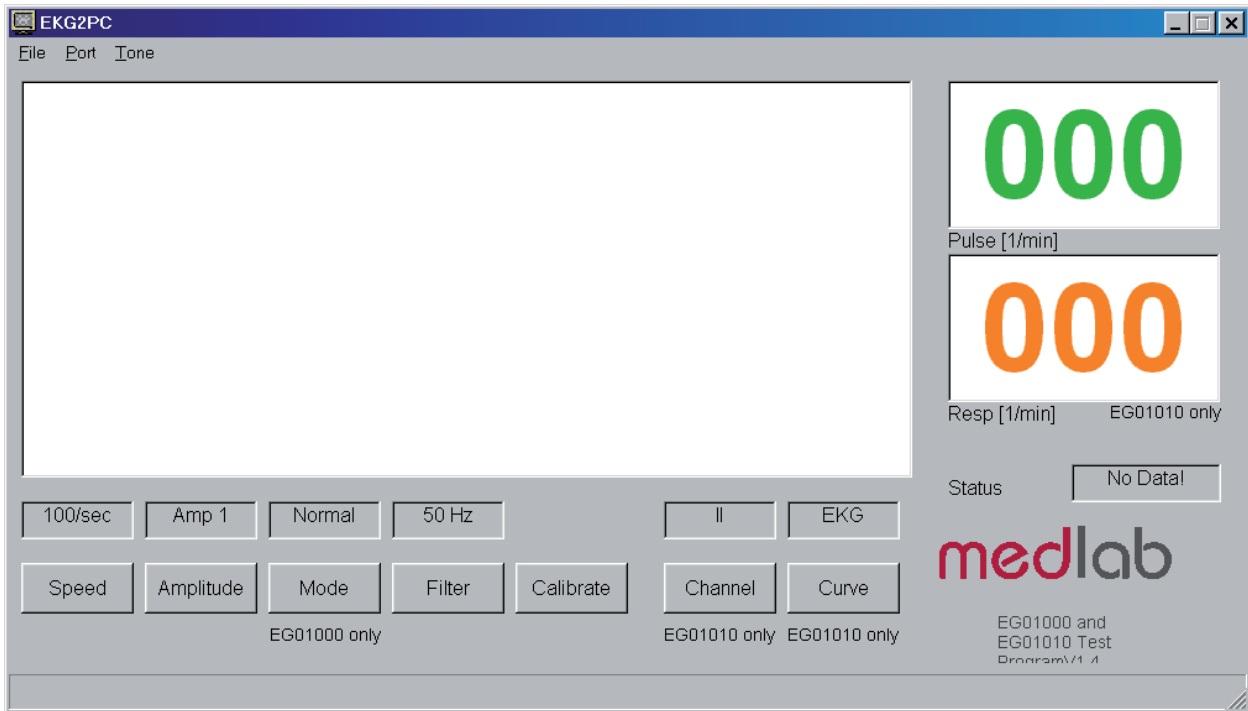 EKG2PC
File Port Tone
000
Pulse [1/min]
000
Resp [1/min] EG01010 only
Status No Data!
100/sec Amp 1 Normal 50 Hz II EKG
Speed Amplitude Mode Filter Calibrate Channel Curve
EG01000 only EG01010 only EG01010 only
medlab
EG01000 and
EG01010 Test
ProgramV1.4